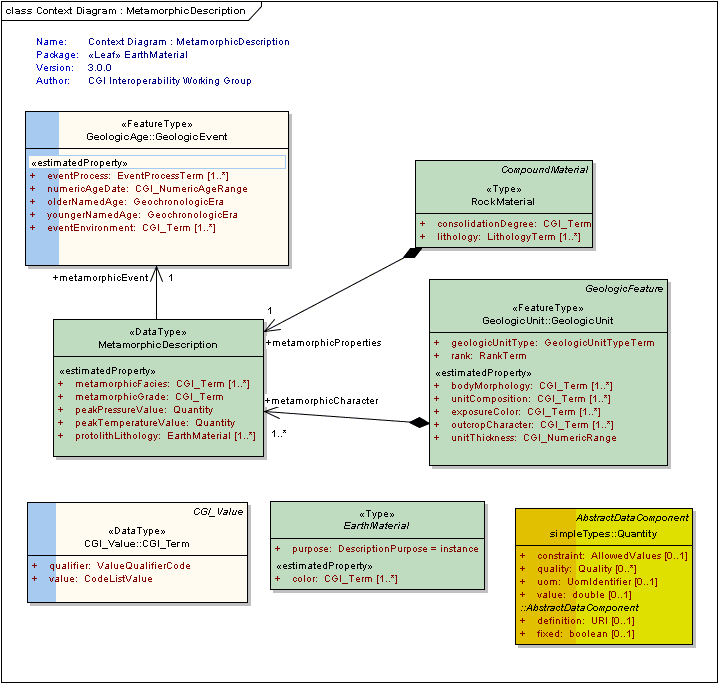 class Context Diagram : MetamorphicDescription
Name: Context Diagram : MetamorphicDescription
Package: «Leaf» EarthMaterial
Version: 3.0.0
Author: CGI Interoperability Working Group
«FeatureType»
GeologicAge::GeologicEvent
«estimatedProperty»
+ eventProcess: EventProcessTerm [1..*]
+ numericAgeDate: CGI_NumericAgeRange
+ olderNamedAge: GeochronologicEra
+ youngerNamedAge: GeochronologicEra
+ eventEnvironment: CGI_Term [1..*]
CompoundMaterial
«Type»
RockMaterial
+ consolidationDegree: CGI_Term
+ lithology: LithologyTerm [1..*]
+metamorphicEvent 1
1
+metamorphicProperties
GeologicFeature
«FeatureType»
GeologicUnit::GeologicUnit
+ geologicUnitType: GeologicUnitTypeTerm
+ rank: RankTerm
«estimatedProperty»
+ bodyMorphology: CGI_Term [1..*]
+ unitComposition: CGI_Term [1..*]
+ exposureColor: CGI_Term [1..*]
+ outcropCharacter: CGI_Term [1..*]
+ unitThickness: CGI_NumericRange
«DataType»
MetamorphicDescription
«estimatedProperty»
+ metamorphicFacies: CGI_Term [1..*]
+ metamorphicGrade: CGI_Term
+ peakPressureValue: Quantity
+ peakTemperatureValue: Quantity
+ protolithLithology: EarthMaterial [1..*]
+metamorphicCharacter
1..*
CGI_Value
«DataType»
CGI_Value::CGI_Term
+ qualifier: ValueQualifierCode
+ value: CodeListValue
«Type»
EarthMaterial
+ purpose: DescriptionPurpose = instance
«estimatedProperty»
+ color: CGI_Term [1..*]
AbstractDataComponent
simpleTypes::Quantity
+ constraint: AllowedValues [0..1]
+ quality: Quality [0..*]
+ uom: UomIdentifier [0..1]
+ value: double [0..1]
::AbstractDataComponent
+ definition: URI [0..1]
+ fixed: boolean [0..1]